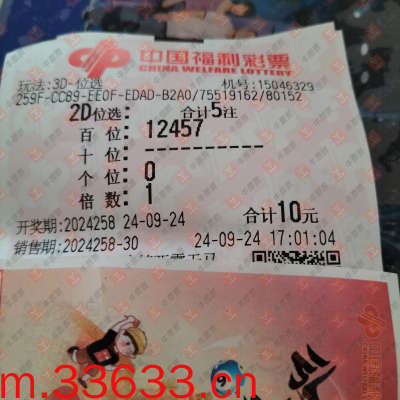 中国福利彩票
CHINA WELFARE LOTTERY
玩法:3D-位选 机号:15046329
259F-CC89-EE0F-EDAD-B2A0/75519162/80152
2D位选: 合计5注
百位: 12457
十位: ----------
个位: 0
倍数: 1
开奖期:2024258 24-09-24 合计10元
销售期:2024258-30 24-09-24 17:01:04
m.33633.cn